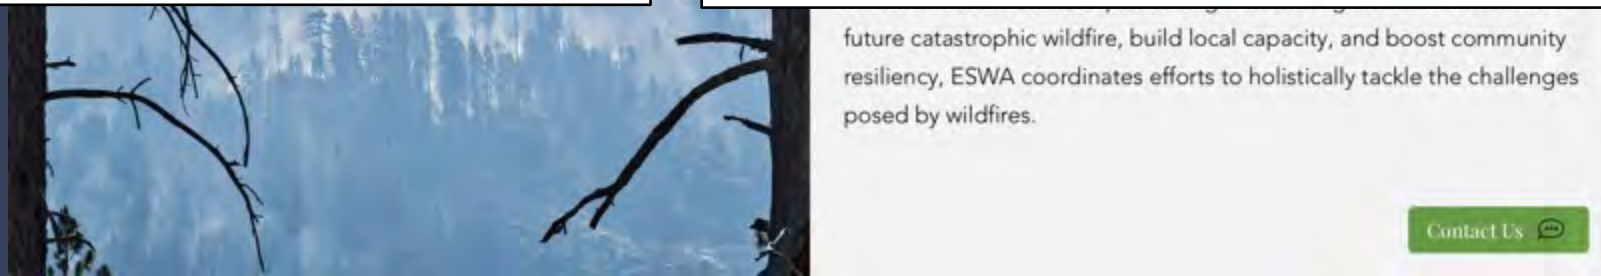 future catastrophic wildfire, build local capacity, and boost community
resiliency, ESWA coordinates efforts to holistically tackle the challenges
posed by wildfires.
Contact Us